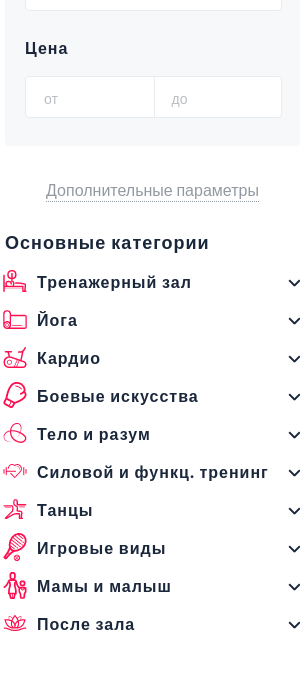 Цена
от до
Дополнительные параметры
Основные категории
Тренажерный зал
Йога
Кардио
Боевые искусства
Тело и разум
Силовой и функц. тренинг
Танцы
Игровые виды
Мамы и малыш
После зала